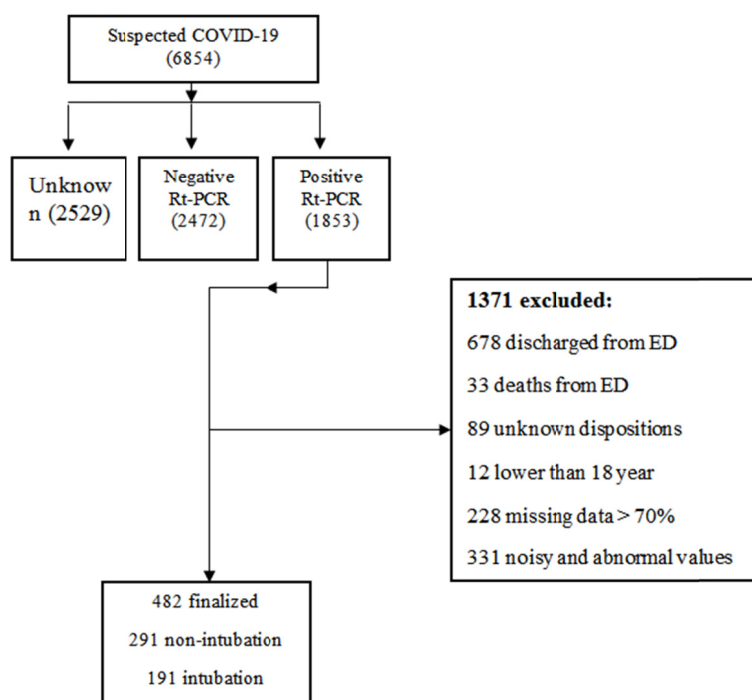 Suspected COVID-19
(6854)
Unknow
n (2529)
Negative
Rt-PCR
(2472)
Positive
Rt-PCR
(1853)
1371 excluded:
678 discharged from ED
33 deaths from ED
89 unknown dispositions
12 lower than 18 year
228 missing data > 70%
331 noisy and abnormal values
482 finalized
291 non-intubation
191 intubation